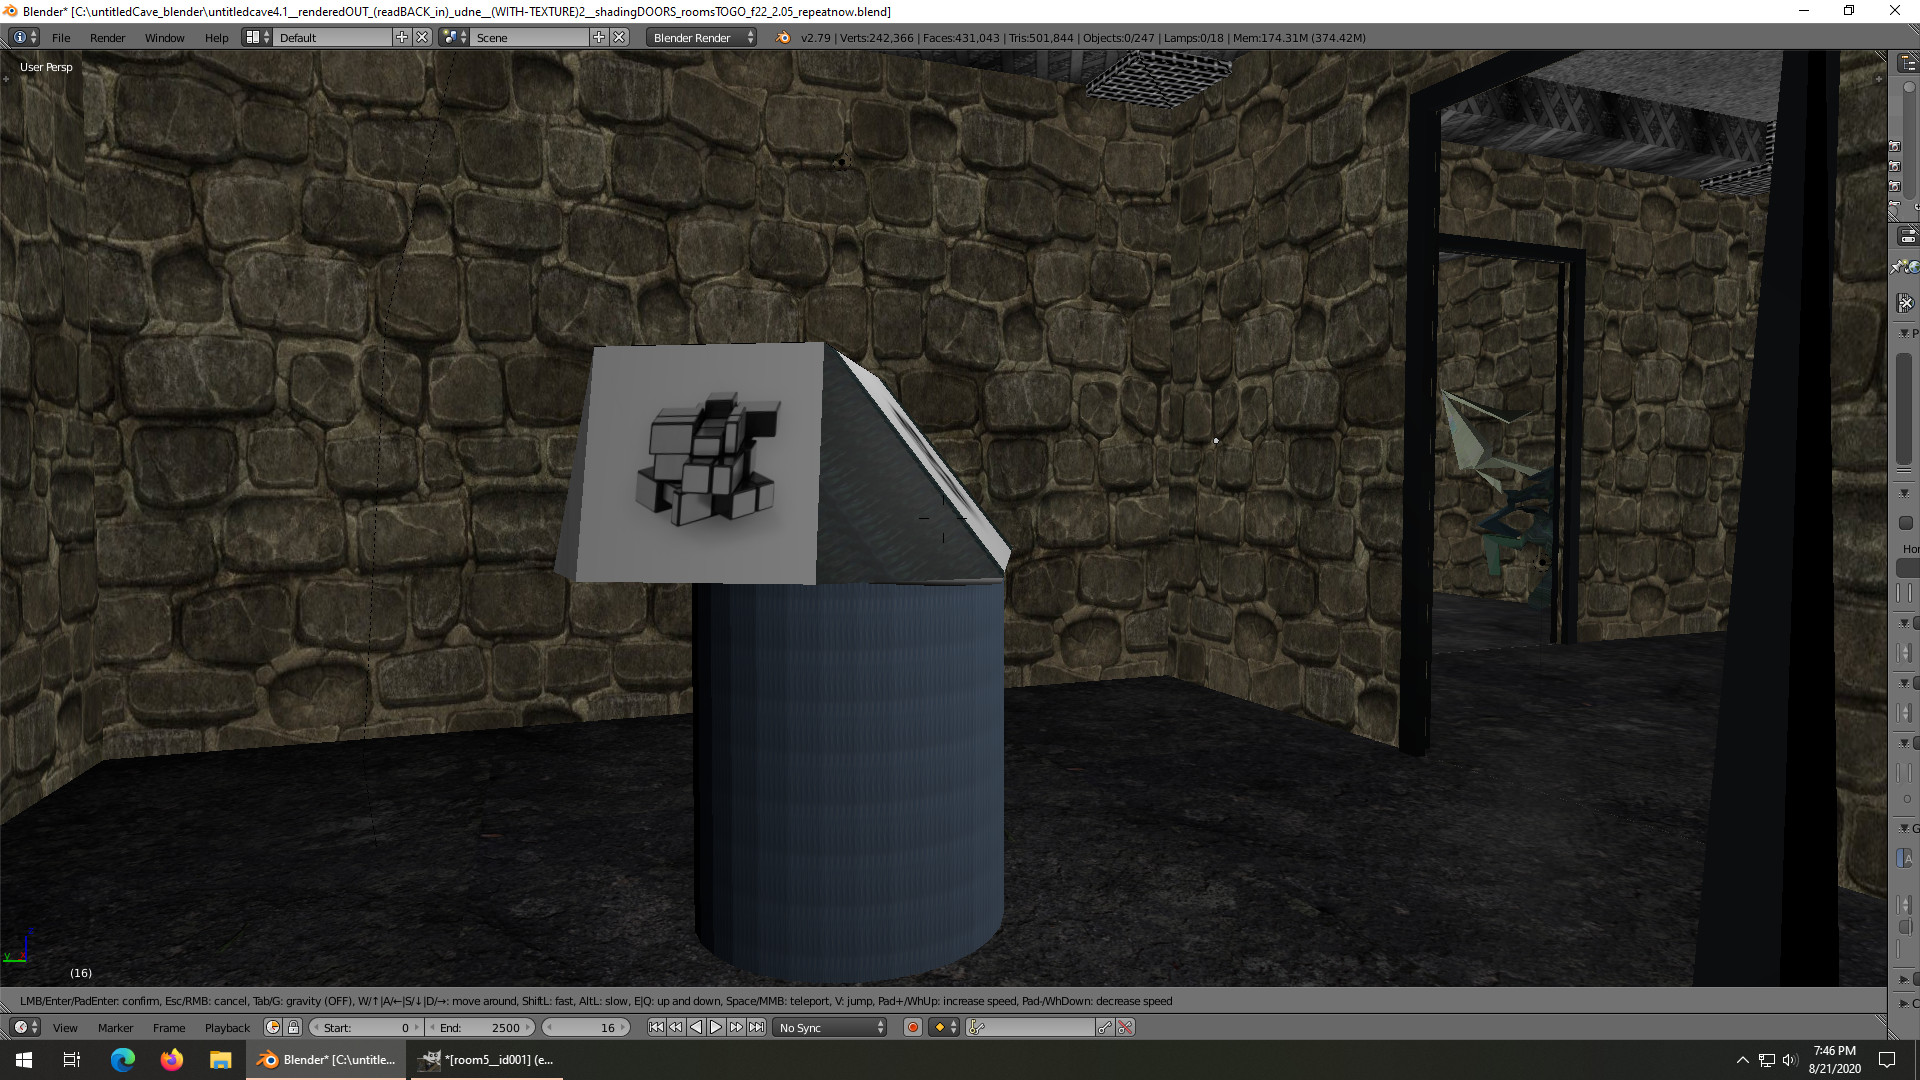 Blender* [C:\untitledCave_blender\untitledcave4.1__renderedOUT_(readBACK_in)_udne__(WITH-TEXTURE)2__shadingDOORS_roomsTOGO_f22_2.05_repeatnow.blend]
File Render Window Help Default Scene Blender Render v2.79 | Verts:242,366 | Faces:431,043 | Tris:501,844 | Objects:0/247 | Lamps:0/18 | Mem:174.31M (374.42M)
User Persp
P
Hor
G
A
(16)
LMB/Enter/PadEnter: confirm, Esc/RMB: cancel, Tab/G: gravity (OFF), W/↑|A/←|S/↓|D/→: move around, ShiftL: fast, AltL: slow, E|Q: up and down, Space/MMB: teleport, V: jump, Pad+/WhUp: increase speed, Pad-/WhDown: decrease speed
View Marker Frame Playback Start: 0 End: 2500 16 No Sync
Blender* [C:\untitle... *[room5__id001] (e... 7:46 PM
8/21/2020